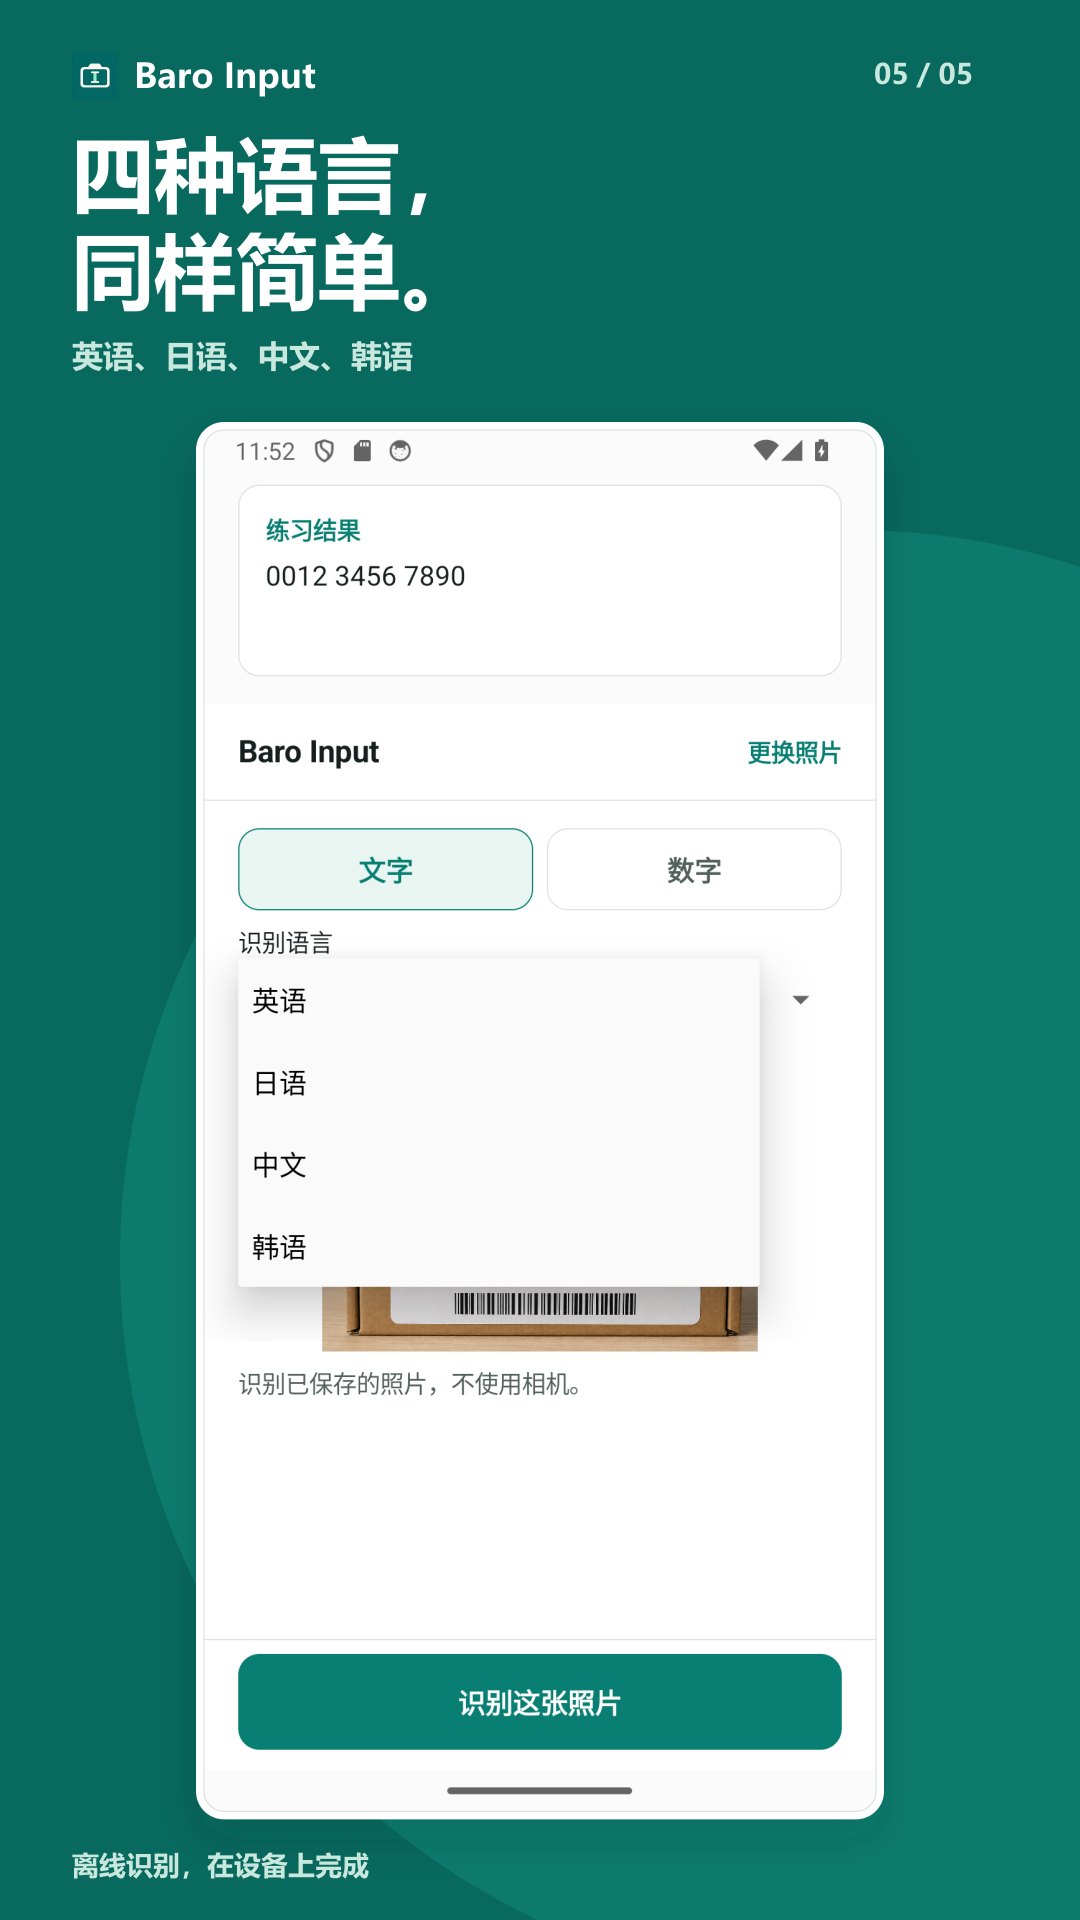 Baro Input
05 / 05
四种语言，
同样简单。
英语、日语、中文、韩语
11:52
练习结果
0012 3456 7890
Baro Input
更换照片
文字
数字
识别语言
英语
日语
中文
韩语
识别已保存的照片，不使用相机。
识别这张照片
离线识别，在设备上完成